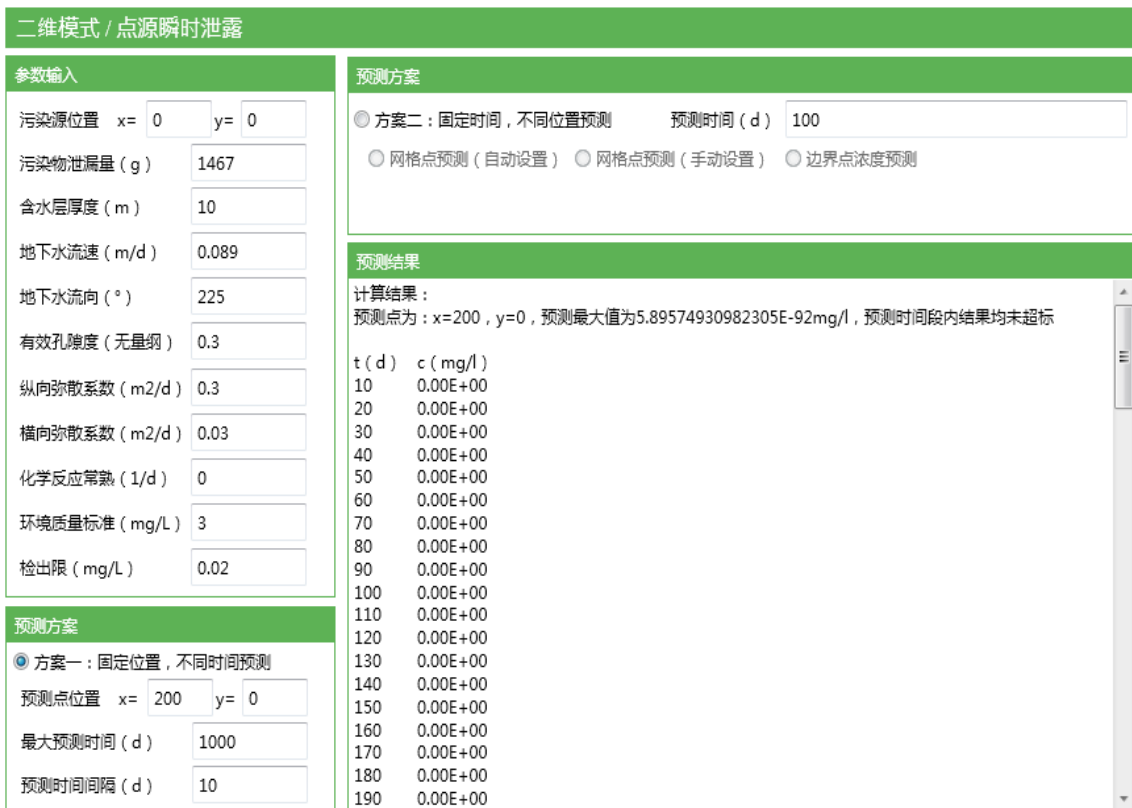 二维模式 / 点源瞬时泄露
参数输入
污染源位置 x= 0 y= 0
污染物泄漏量（g） 1467
含水层厚度（m） 10
地下水流速（m/d） 0.089
地下水流向（°） 225
有效孔隙度（无量纲） 0.3
纵向弥散系数（m2/d） 0.3
横向弥散系数（m2/d） 0.03
化学反应常熟（1/d） 0
环境质量标准（mg/L） 3
检出限（mg/L） 0.02
预测方案
方案一：固定位置，不同时间预测
预测点位置 x= 200 y= 0
最大预测时间（d） 1000
预测时间间隔（d） 10
预测方案
方案二：固定时间，不同位置预测 预测时间（d） 100
网格点预测（自动设置） 网格点预测（手动设置） 边界点浓度预测
预测结果
计算结果：
预测点为：x=200，y=0，预测最大值为5.89574930982305E-92mg/l，预测时间段内结果均未超标
t（d） c（mg/l）
10 0.00E+00
20 0.00E+00
30 0.00E+00
40 0.00E+00
50 0.00E+00
60 0.00E+00
70 0.00E+00
80 0.00E+00
90 0.00E+00
100 0.00E+00
110 0.00E+00
120 0.00E+00
130 0.00E+00
140 0.00E+00
150 0.00E+00
160 0.00E+00
170 0.00E+00
180 0.00E+00
190 0.00E+00